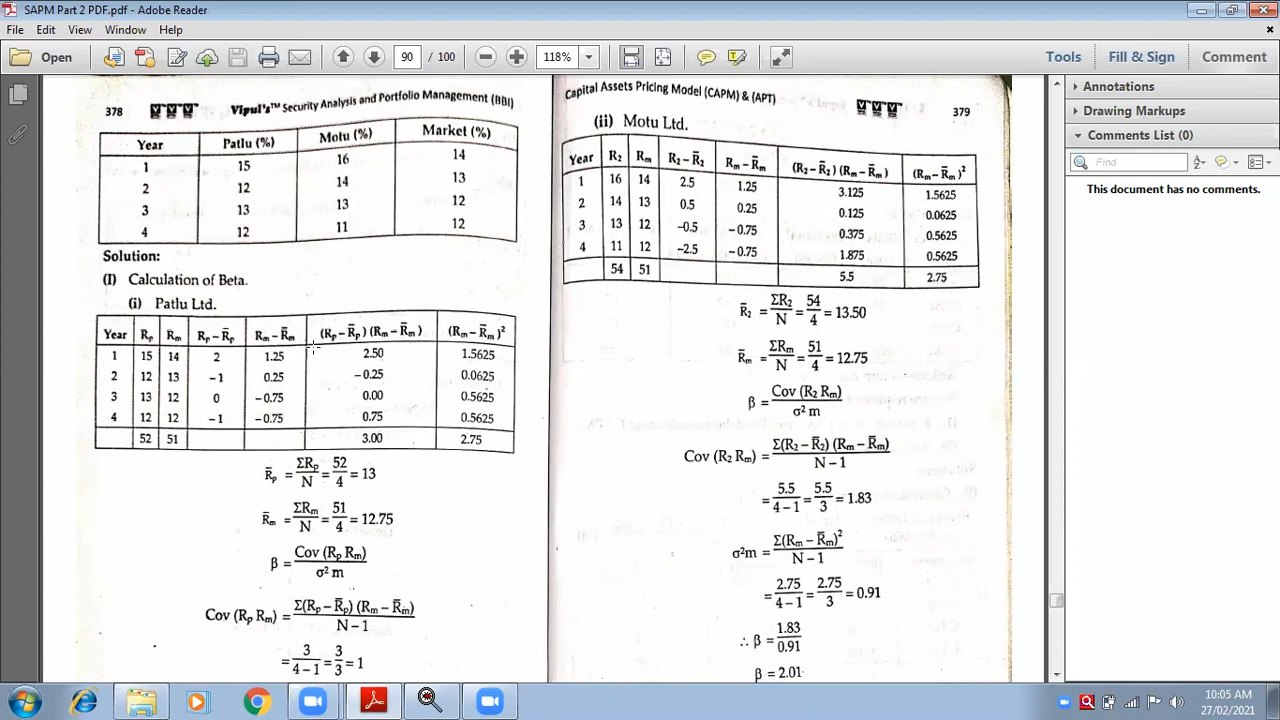 SAPM Part 2 PDF.pdf - Adobe Reader
File Edit View Window Help
Open 90 / 100 118% Tools Fill & Sign Comment
Annotations
Drawing Markups
Comments List (0)
Find
This document has no comments.
378 Vipul's™ Security Analysis and Portfolio Management (BBI)
Year Patlu (%) Motu (%) Market (%)
1 15 16 14
2 12 14 13
3 13 13 12
4 12 11 12
Solution:
(I) Calculation of Beta.
(i) Patlu Ltd.
Year Rp R̄m Rp – R̄p Rm – R̄m (Rp – R̄p) (Rm – R̄m) (Rm – R̄m)²
1 15 14 2 1.25 2.50 1.5625
2 12 13 –1 0.25 –0.25 0.0625
3 13 12 0 –0.75 0.00 0.5625
4 12 12 –1 –0.75 0.75 0.5625
52 51 3.00 2.75
R̄p = ΣRp/N = 52/4 = 13
R̄m = ΣRm/N = 51/4 = 12.75
β = Cov (Rp Rm)/σ² m
Cov (Rp Rm) = Σ(Rp – R̄p) (Rm – R̄m)/N – 1
= 3/4 – 1 = 3/3 = 1
Capital Assets Pricing Model (CAPM) & (APT) 379
(ii) Motu Ltd.
Year R2 Rm R2 – R̄2 Rm – R̄m (R2 – R̄2) (Rm – R̄m) (Rm – R̄m)²
1 16 14 2.5 1.25 3.125 1.5625
2 14 13 0.5 0.25 0.125 0.0625
3 13 12 –0.5 –0.75 0.375 0.5625
4 11 12 –2.5 –0.75 1.875 0.5625
54 51 5.5 2.75
R̄2 = ΣR2/N = 54/4 = 13.50
R̄m = ΣRm/N = 51/4 = 12.75
β = Cov (R2 Rm)/σ² m
Cov (R2 Rm) = Σ(R2 – R̄2) (Rm – R̄m)/N – 1
= 5.5/4 – 1 = 5.5/3 = 1.83
σ²m = Σ(Rm – R̄m)²/N – 1
= 2.75/4 – 1 = 2.75/3 = 0.91
∴ β = 1.83/0.91
β = 2.01
10:05 AM
27/02/2021